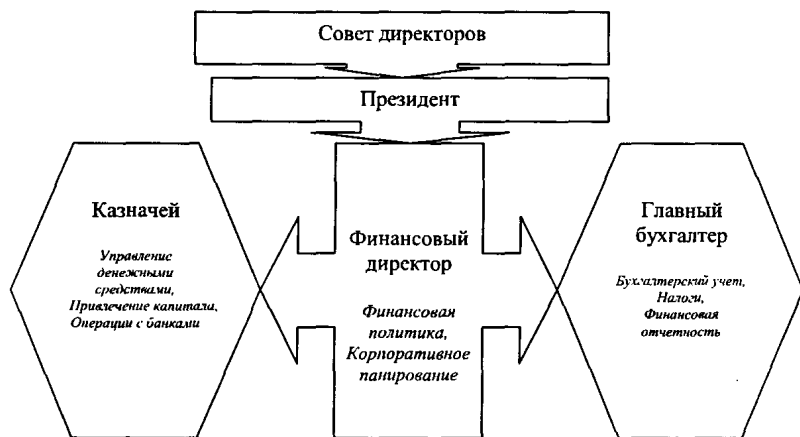 Совет директоров
Президент
Казначей
Управление
денежными
средствами,
Привлечение капитала,
Операции с банками
Финансовый
директор
Финансовая
политика,
Корпоративное
панирование
Главный
бухгалтер
Бухгалтерский учет,
Налоги,
Финансовая
отчетность